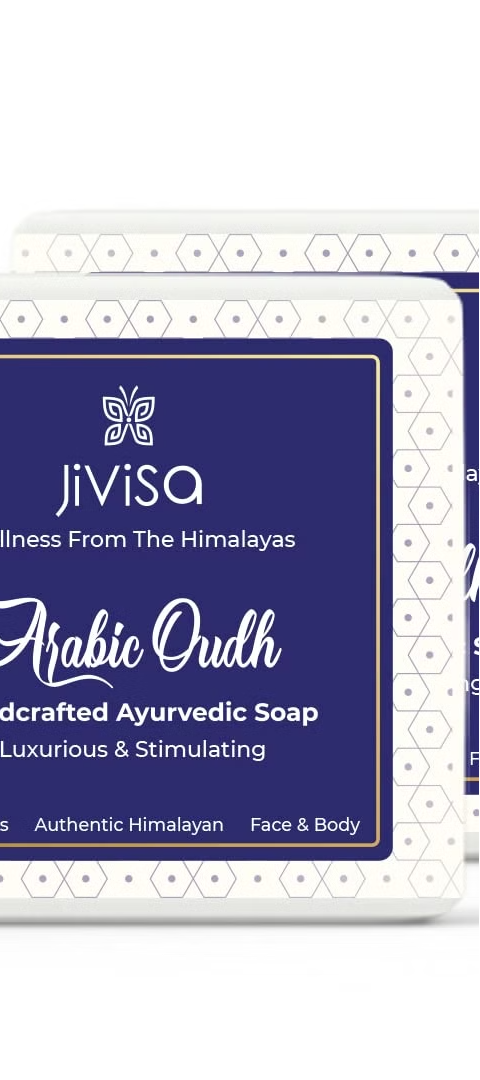 Jivisa
llness From The Himalayas
Arabic Oudh
dcrafted Ayurvedic Soap
Luxurious & Stimulating
s Authentic Himalayan Face & Body